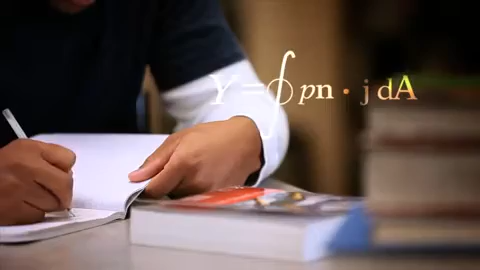 Y = ∮ pn · j dA